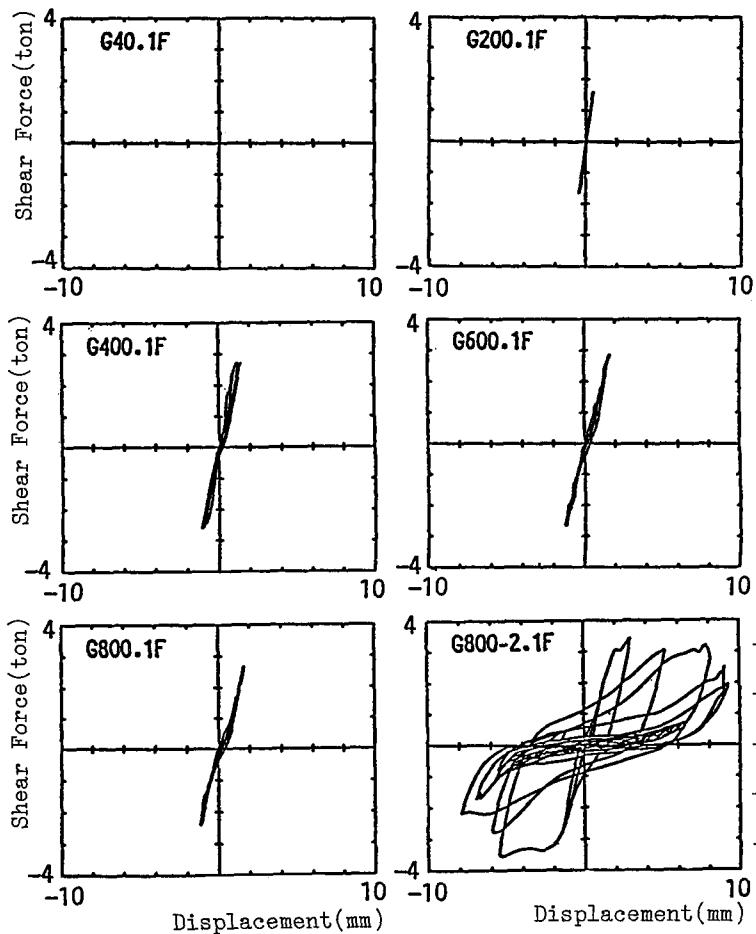 4
G40.1F
Shear Force(ton)
-4
-10
10
4
G200.1F
-4
-10
10
4
G400.1F
Shear Force(ton)
-4
-10
10
4
G600.1F
-4
-10
10
4
G800.1F
Shear Force(ton)
-4
-10
10
Displacement(mm)
4
G800-2.1F
-4
-10
10
Displacement(mm)